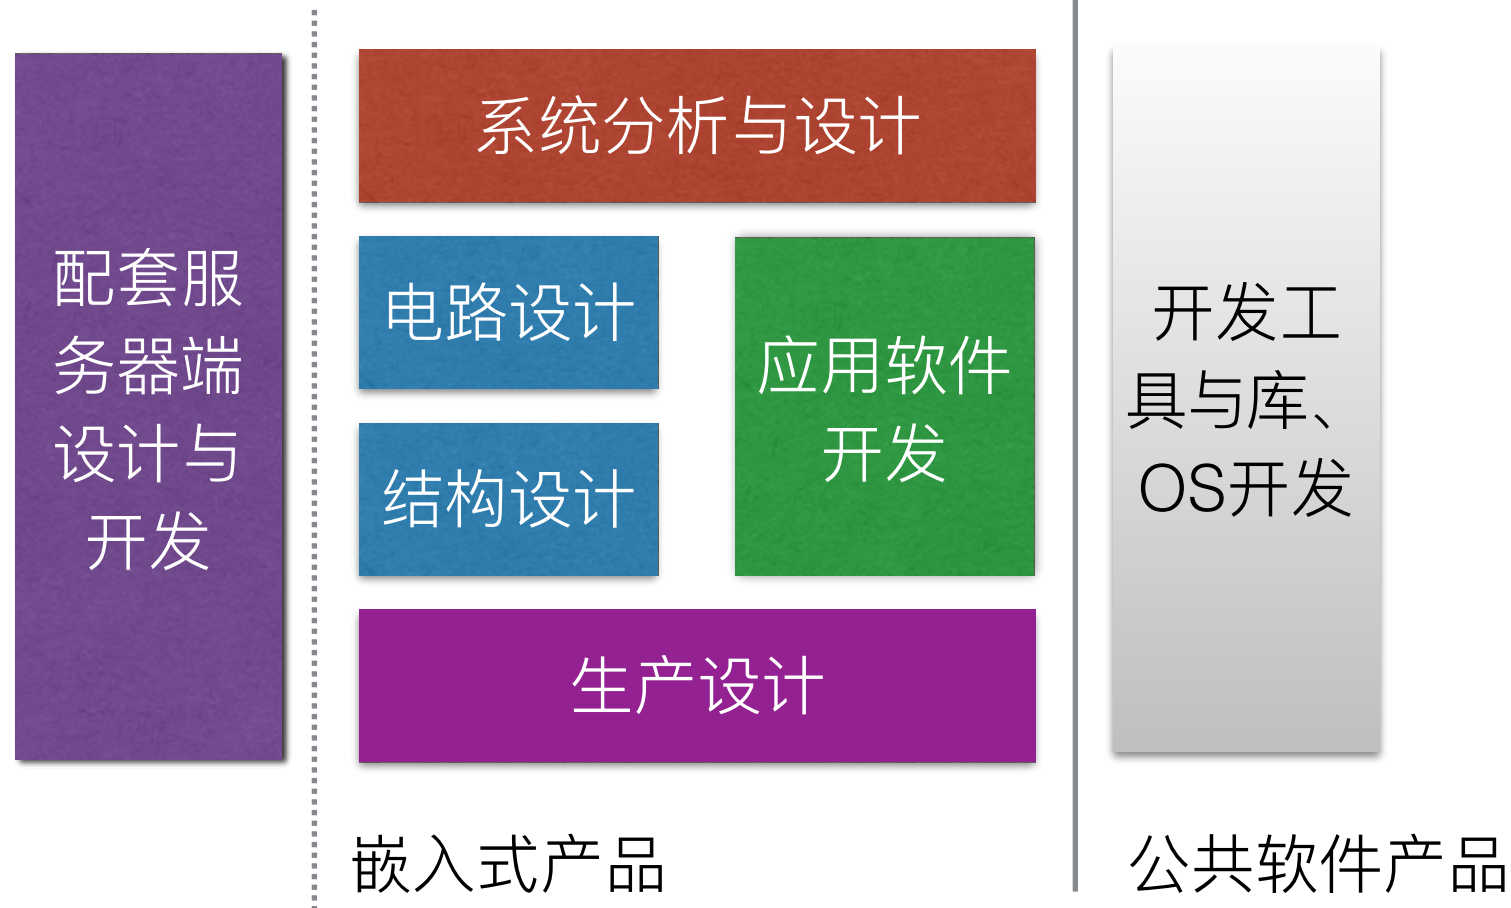 配套服
务器端
设计与
开发
系统分析与设计
电路设计
结构设计
应用软件
开发
生产设计
嵌入式产品
开发工
具与库、
OS开发
公共软件产品